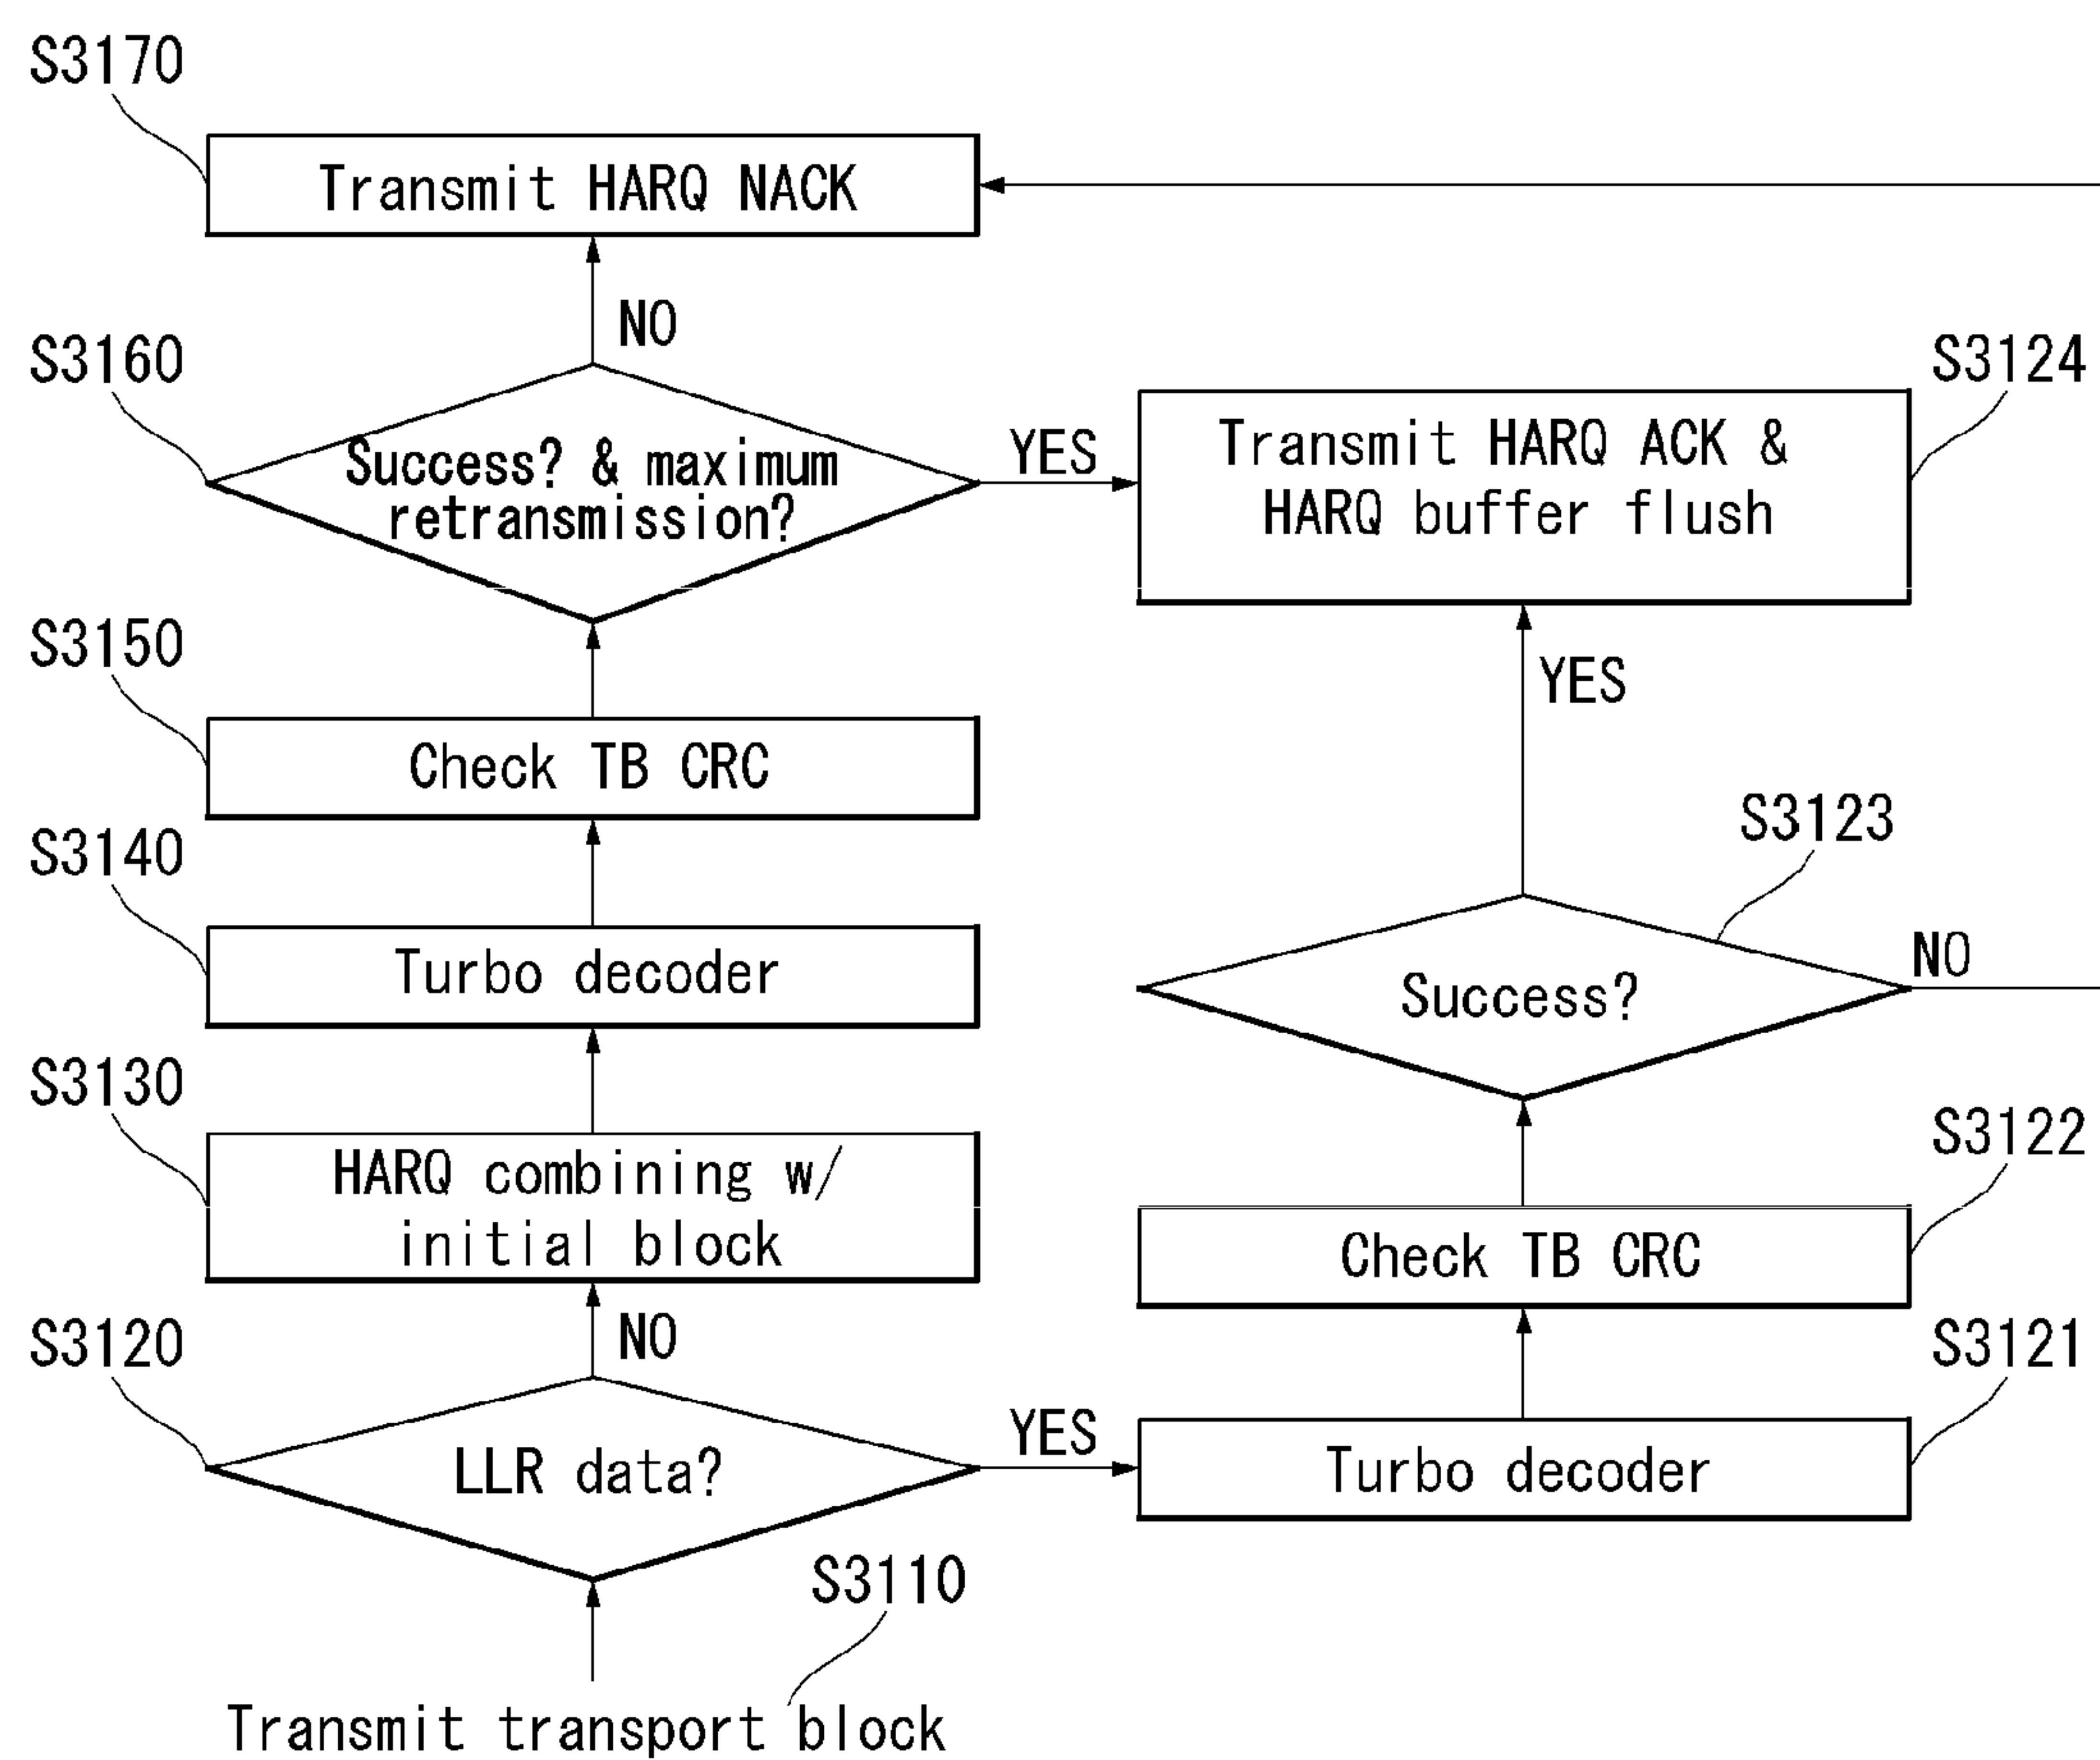 S3170
Transmit HARQ NACK
NO
S3160
Success? & maximum
retransmission?
YES
S3124
Transmit HARQ ACK &
HARQ buffer flush
YES
S3150
Check TB CRC
S3123
Success?
NO
S3140
Turbo decoder
S3130
HARQ combining w/
initial block
S3122
Check TB CRC
NO
S3120
LLR data?
YES
S3121
Turbo decoder
S3110
Transmit transport block